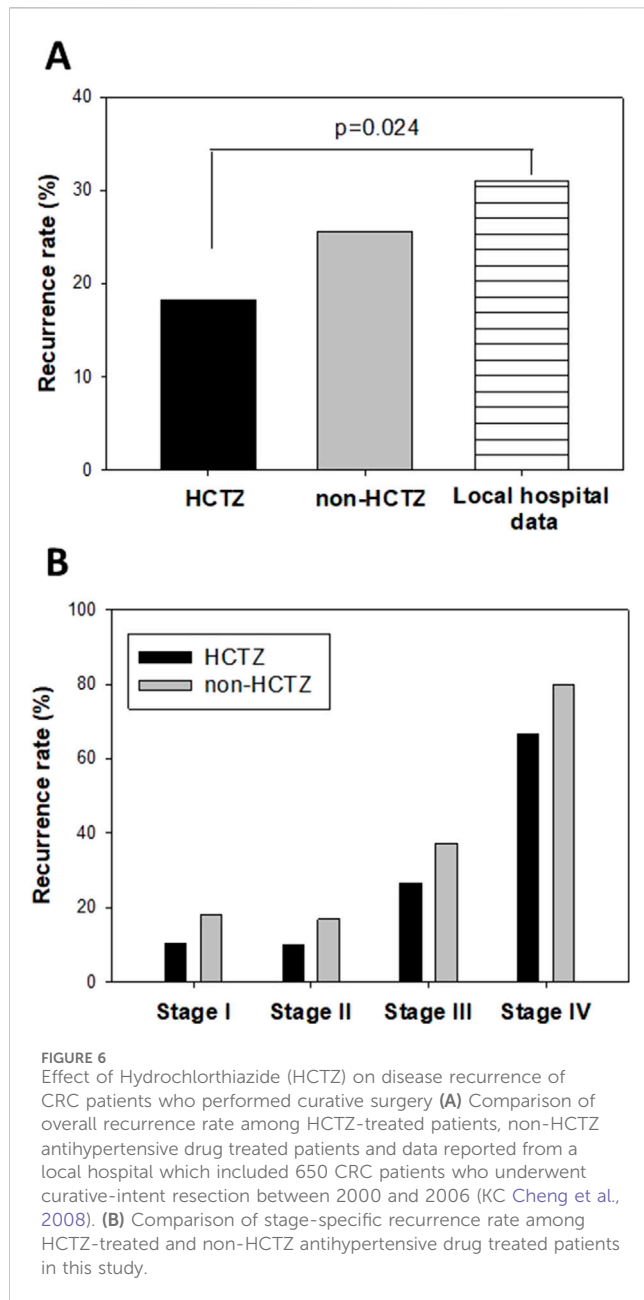 A
40
30
20
10
0
Recurrence rate (%)
p=0.024
HCTZ
non-HCTZ
Local hospital
data
B
100
80
60
40
20
0
Recurrence rate (%)
HCTZ
non-HCTZ
Stage I
Stage II
Stage III
Stage IV
FIGURE 6
Effect of Hydrochlorthiazide (HCTZ) on disease recurrence of
CRC patients who performed curative surgery (A) Comparison of
overall recurrence rate among HCTZ-treated patients, non-HCTZ
antihypertensive drug treated patients and data reported from a
local hospital which included 650 CRC patients who underwent
curative-intent resection between 2000 and 2006 (KC Cheng et al.,
2008). (B) Comparison of stage-specific recurrence rate among
HCTZ-treated and non-HCTZ antihypertensive drug treated patients
in this study.